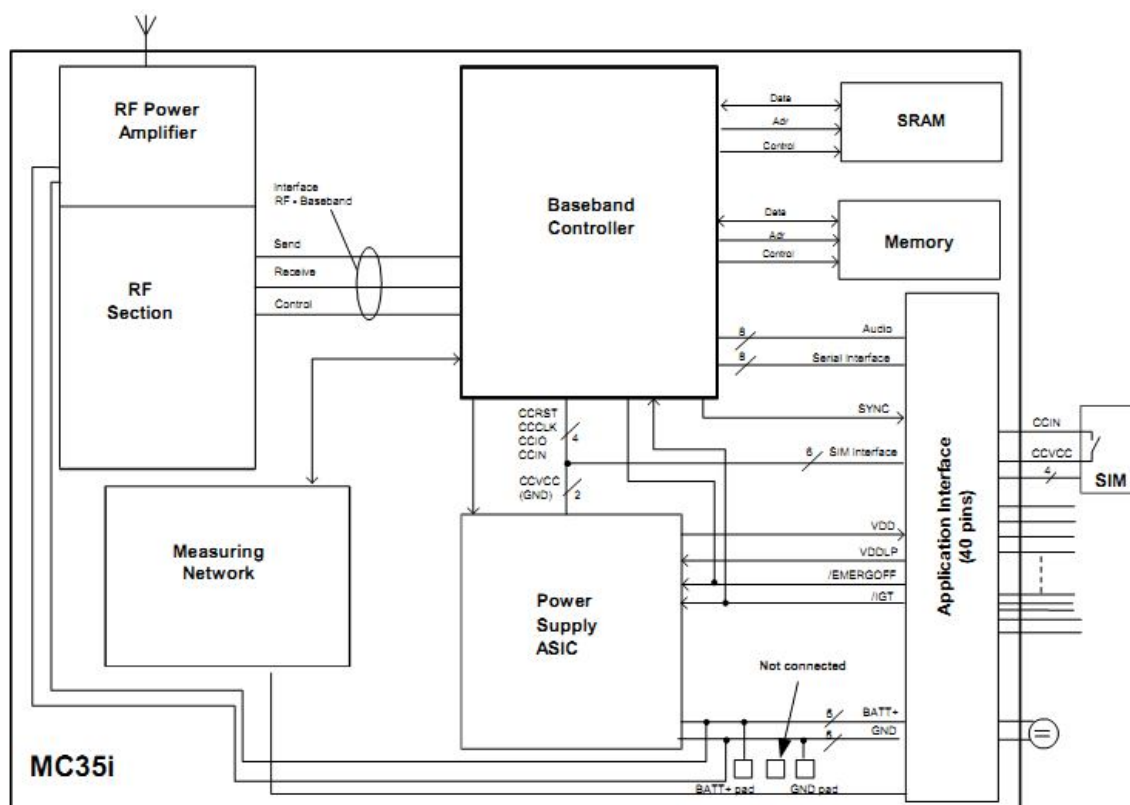 RF Power
Amplifier
RF
Section
Interface
RF - Baseband
Send
Receive
Control
Baseband
Controller
Data
Adr
Control
SRAM
Data
Adr
Control
Memory
8
Audio
8
Serial Interface
SYNC
CCRST
CCCLK
CCIO
CCIN
4
6
SIM Interface
CCVCC
(GND)
2
Measuring
Network
Power
Supply
ASIC
VDD
VDDLP
/EMERGOFF
/IGT
Not connected
6
BATT+
6
GND
BATT+ pad
GND pad
Application Interface
(40 pins)
CCIN
CCVCC
4
SIM
MC35i